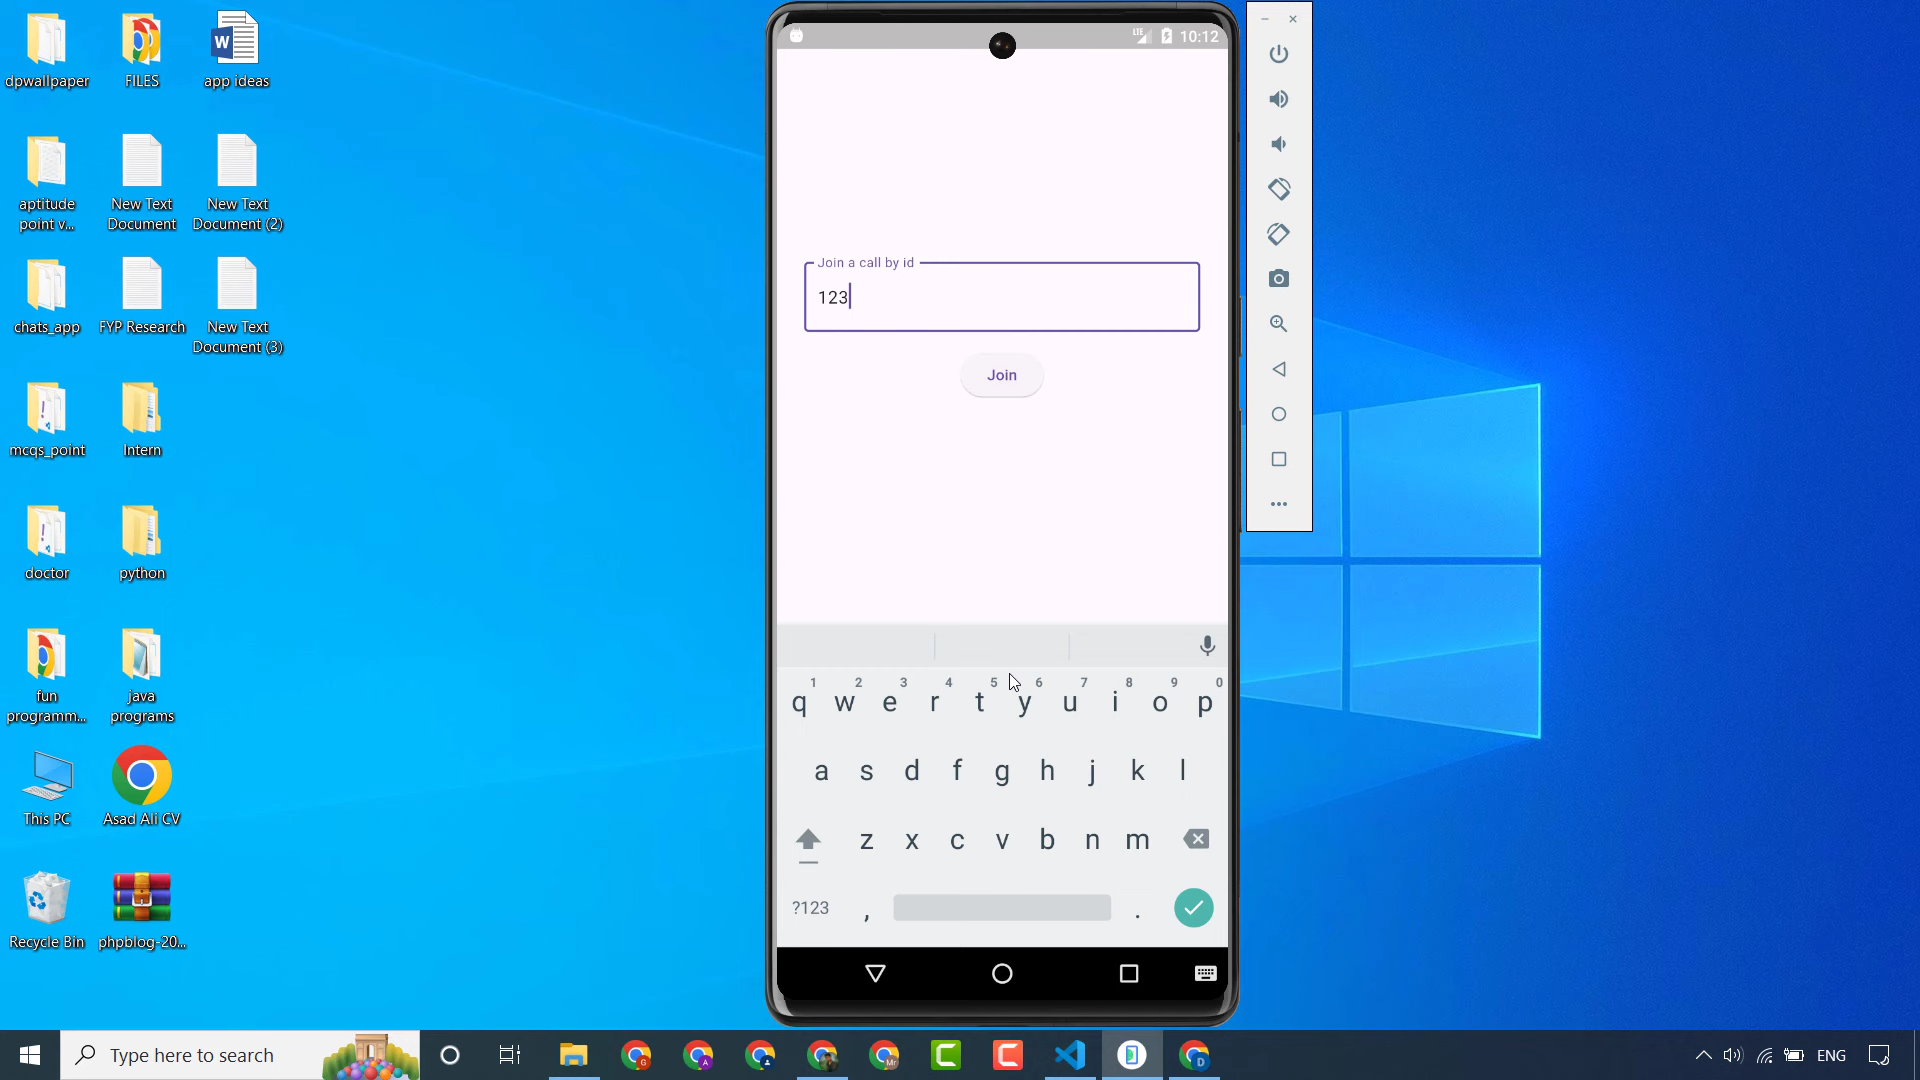 dpwallpaper
FILES
app ideas
aptitude
point v...
New Text
Document
New Text
Document (2)
chats_app
FYP Research
New Text
Document (3)
mcqs_point
Intern
doctor
python
fun
programm...
java
programs
This PC
Asad Ali CV
Recycle Bin
phpblog-20...
LTE
10:12
Join a call by id
123
Join
1 2 3 4 5 6 7 8 9 0
q w e r t y u i o p
a s d f g h j k l
z x c v b n m
?123 , .
Type here to search
G
A
Mr
D
ENG